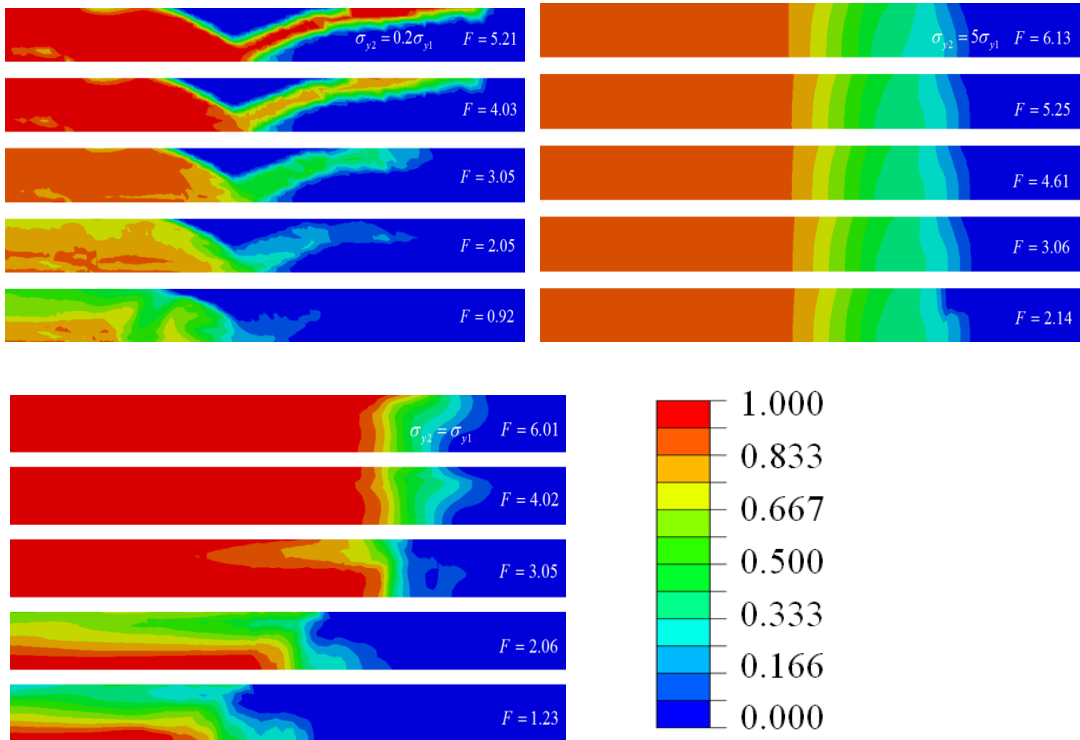 σy2 = 0.2σy1 F = 5.21
F = 4.03
F = 3.05
F = 2.05
F = 0.92
σy2 = 5σy1 F = 6.13
F = 5.25
F = 4.61
F = 3.06
F = 2.14
σy2 = σy1 F = 6.01
F = 4.02
F = 3.05
F = 2.06
F = 1.23
1.000
0.833
0.667
0.500
0.333
0.166
0.000